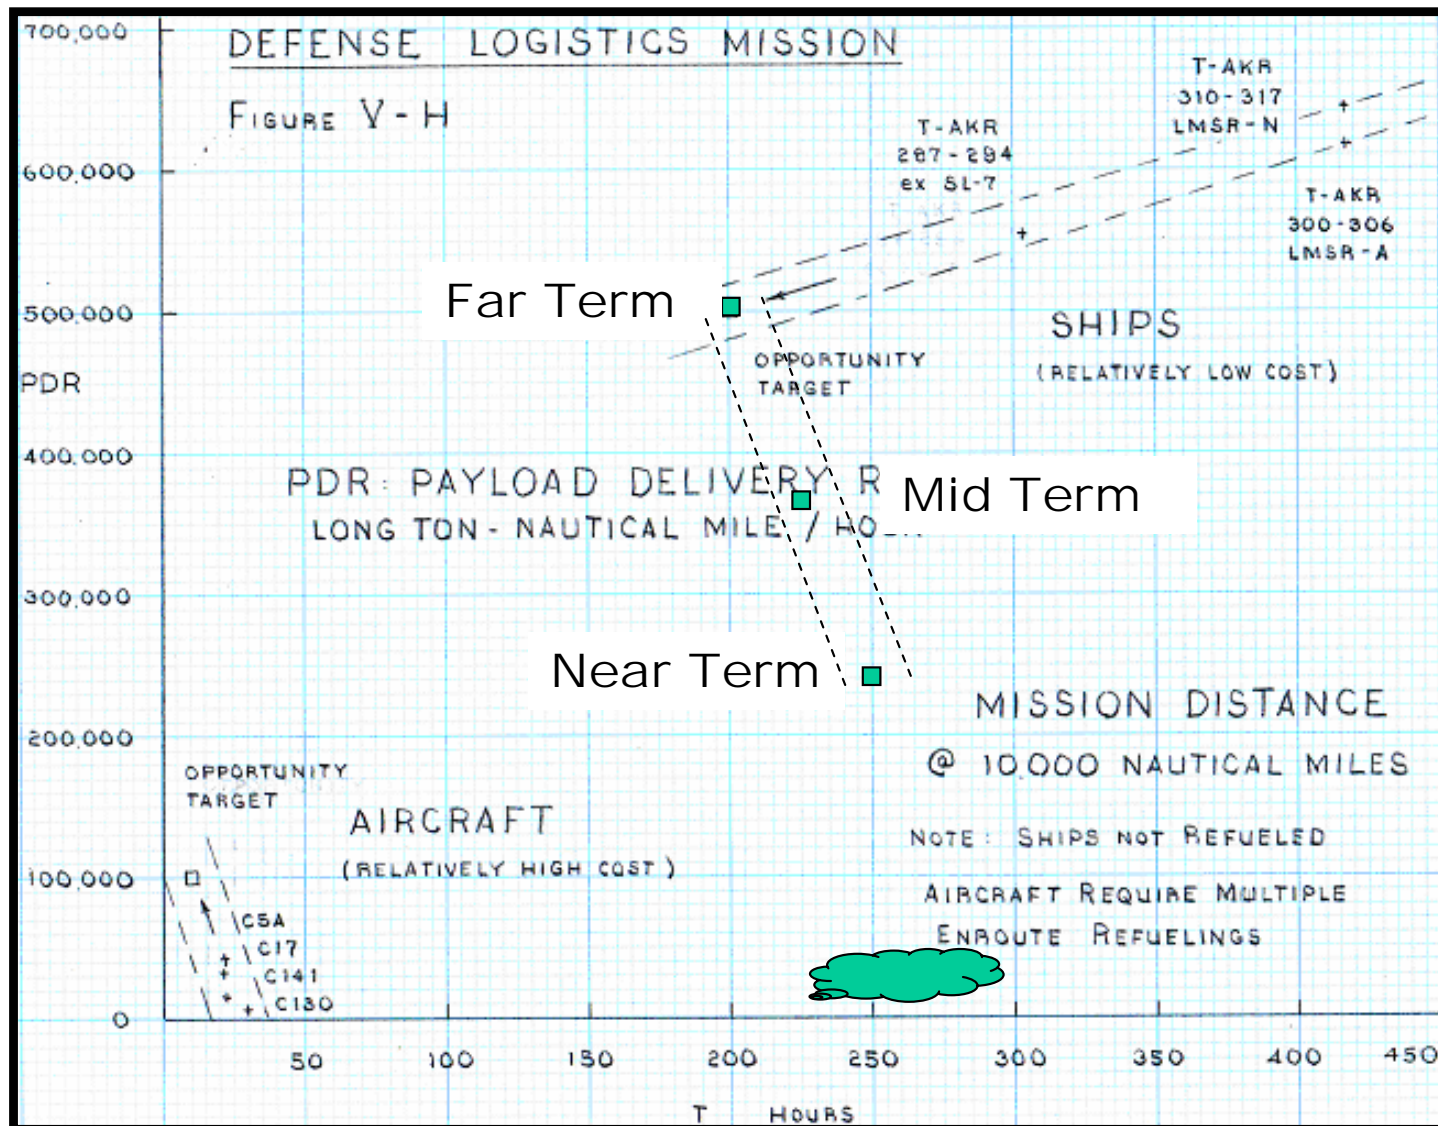 700,000
DEFENSE LOGISTICS MISSION
FIGURE V-H
T-AKR
310-317
LMSR-N
T-AKR
287-294
ex SL-7
600,000
T-AKR
300-306
LMSR-A
Far Term
500,000
SHIPS
(RELATIVELY LOW COST)
OPPORTUNITY
TARGET
PDR
400,000
PDR: PAYLOAD DELIVERY R
Mid Term
LONG TON - NAUTICAL MILE / HOUR
300,000
Near Term
MISSION DISTANCE
@ 10,000 NAUTICAL MILES
200,000
OPPORTUNITY
TARGET
AIRCRAFT
(RELATIVELY HIGH COST)
NOTE: SHIPS NOT REFUELED
AIRCRAFT REQUIRE MULTIPLE
ENROUTE REFUELINGS
100,000
C5A
C17
C141
C130
0
50 100 150 200 250 300 350 400 450
T HOURS